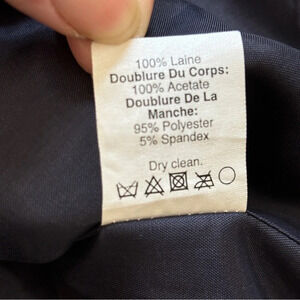 100% Laine
Doublure Du Corps:
100% Acetate
Doublure De La
Manche:
95% Polyester
5% Spandex
Dry clean.